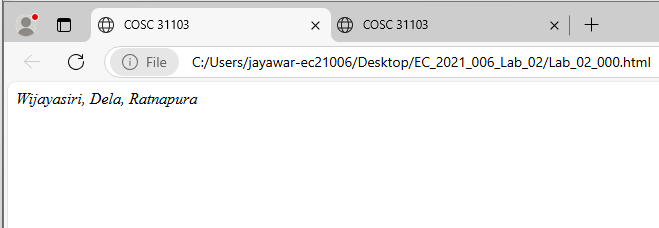 COSC 31103
COSC 31103
File
C:/Users/jayawar-ec21006/Desktop/EC_2021_006_Lab_02/Lab_02_000.html
Wijayasiri, Dela, Ratnapura